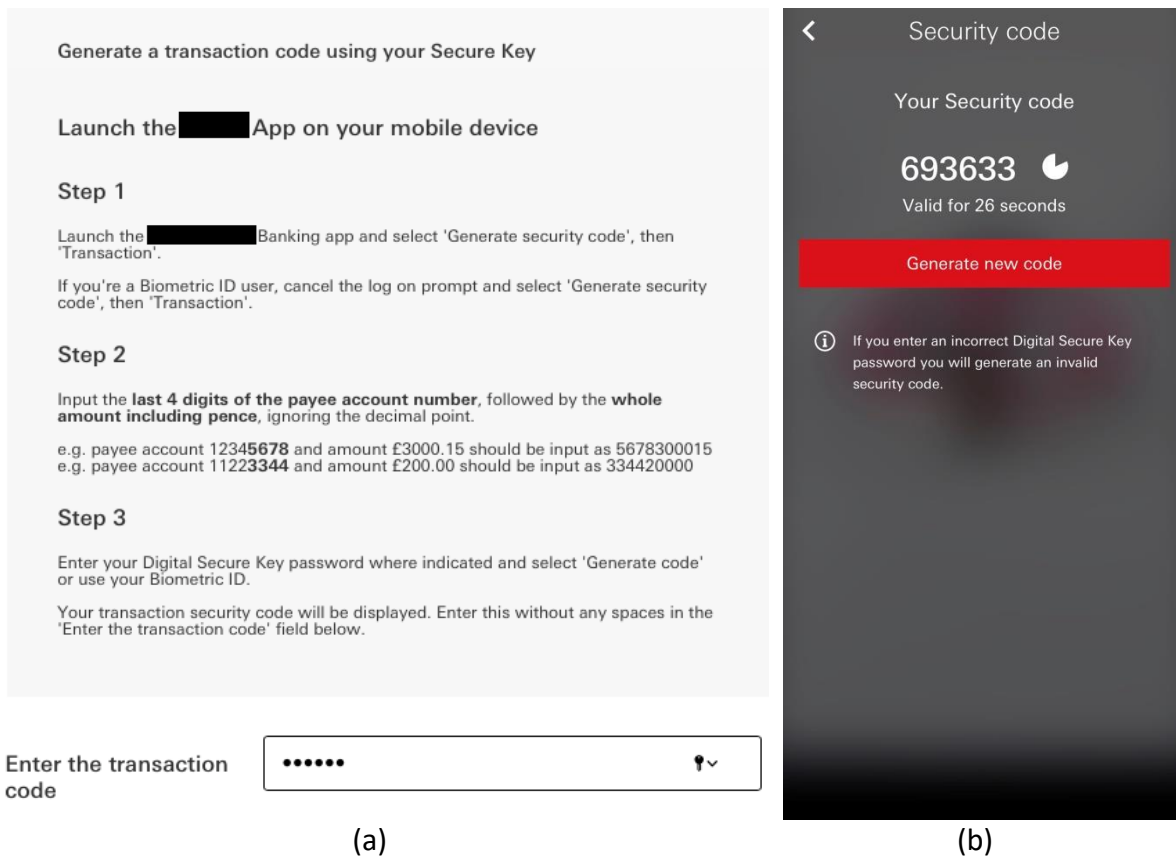 Generate a transaction code using your Secure Key
Launch the App on your mobile device
Step 1
Launch the Banking app and select 'Generate security code', then
'Transaction'.
If you're a Biometric ID user, cancel the log on prompt and select 'Generate security
code', then 'Transaction'.
Step 2
Input the last 4 digits of the payee account number, followed by the whole
amount including pence, ignoring the decimal point.
e.g. payee account 12345678 and amount £3000.15 should be input as 5678300015
e.g. payee account 11223344 and amount £200.00 should be input as 334420000
Step 3
Enter your Digital Secure Key password where indicated and select 'Generate code'
or use your Biometric ID.
Your transaction security code will be displayed. Enter this without any spaces in the
'Enter the transaction code' field below.
Enter the transaction
code
••••••
(a)
Security code
Your Security code
693633
Valid for 26 seconds
Generate new code
If you enter an incorrect Digital Secure Key
password you will generate an invalid
security code.
(b)